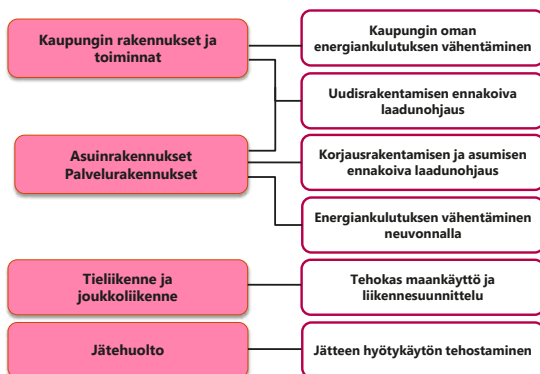 Kaupungin rakennukset ja
toiminnat
Kaupungin oman
energiankulutuksen vähentäminen
Uudisrakentamisen ennakoiva
laadunohjaus
Asuinrakennukset
Palvelurakennukset
Korjausrakentamisen ja asumisen
ennakoiva laadunohjaus
Energiankulutuksen vähentäminen
neuvonnalla
Tieliikenne ja
joukkoliikenne
Tehokas maankäyttö ja
liikennesuunnittelu
Jätehuolto
Jätteen hyötykäytön tehostaminen